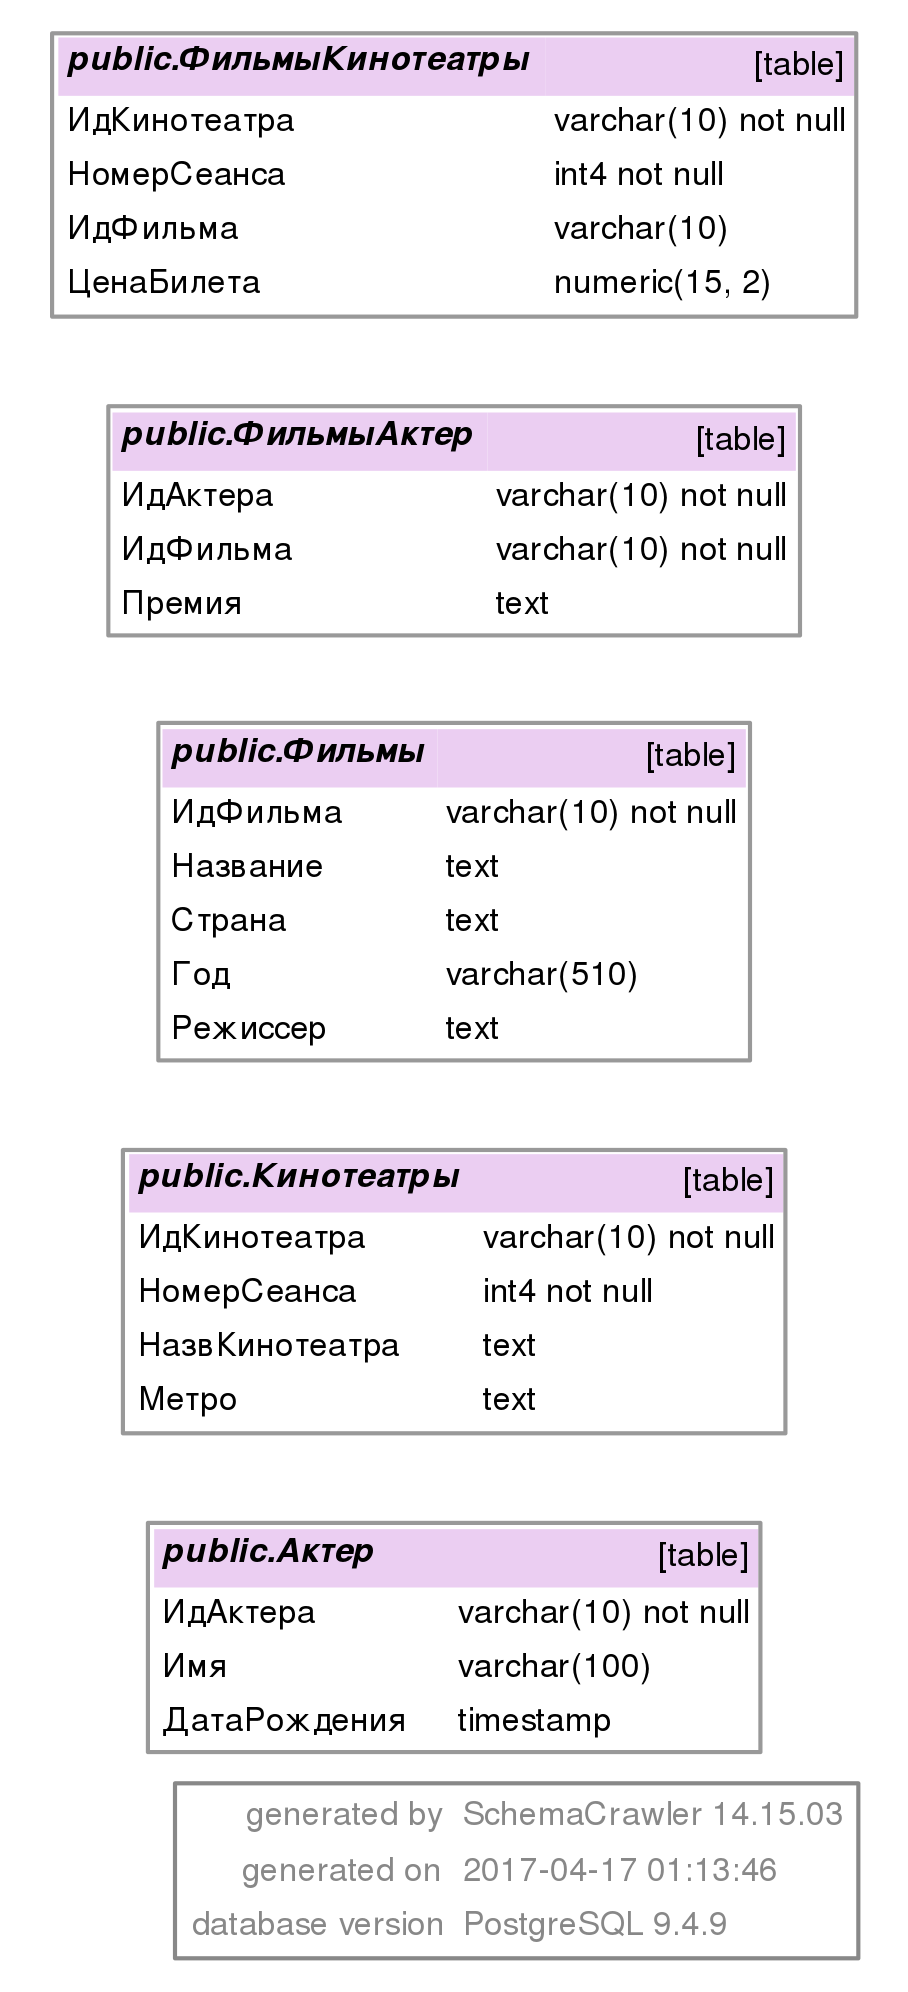 public.ФильмыКинотеатры [table]
ИдКинотеатра varchar(10) not null
НомерСеанса int4 not null
ИдФильма varchar(10)
ЦенаБилета numeric(15, 2)
public.ФильмыАктер [table]
ИдАктера varchar(10) not null
ИдФильма varchar(10) not null
Премия text
public.Фильмы [table]
ИдФильма varchar(10) not null
Название text
Страна text
Год varchar(510)
Режиссер text
public.Кинотеатры [table]
ИдКинотеатра varchar(10) not null
НомерСеанса int4 not null
НазвКинотеатра text
Метро text
public.Актер [table]
ИдАктера varchar(10) not null
Имя varchar(100)
ДатаРождения timestamp
generated by SchemaCrawler 14.15.03
generated on 2017-04-17 01:13:46
database version PostgreSQL 9.4.9